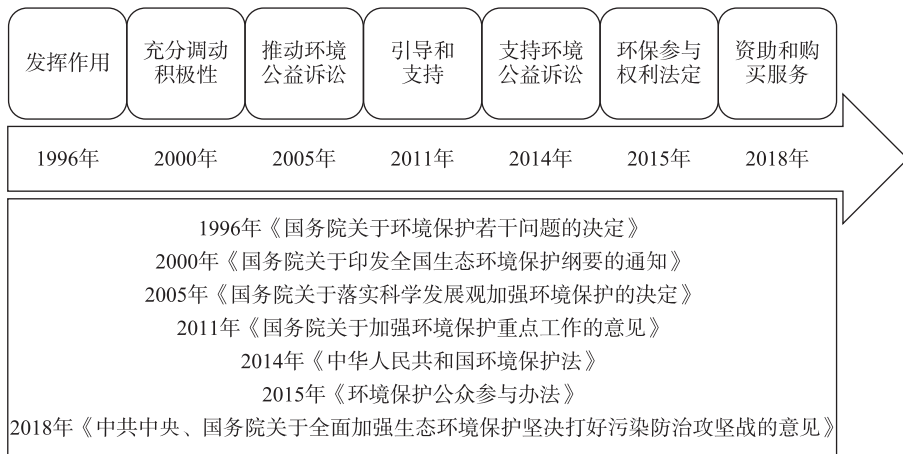 发挥作用
充分调动
积极性
推动环境
公益诉讼
引导和
支持
支持环境
公益诉讼
环保参与
权利法定
资助和购
买服务
1996年
2000年
2005年
2011年
2014年
2015年
2018年
1996年《国务院关于环境保护若干问题的决定》
2000年《国务院关于印发全国生态环境保护纲要的通知》
2005年《国务院关于落实科学发展观加强环境保护的决定》
2011年《国务院关于加强环境保护重点工作的意见》
2014年《中华人民共和国环境保护法》
2015年《环境保护公众参与办法》
2018年《中共中央、国务院关于全面加强生态环境保护坚决打好污染防治攻坚战的意见》